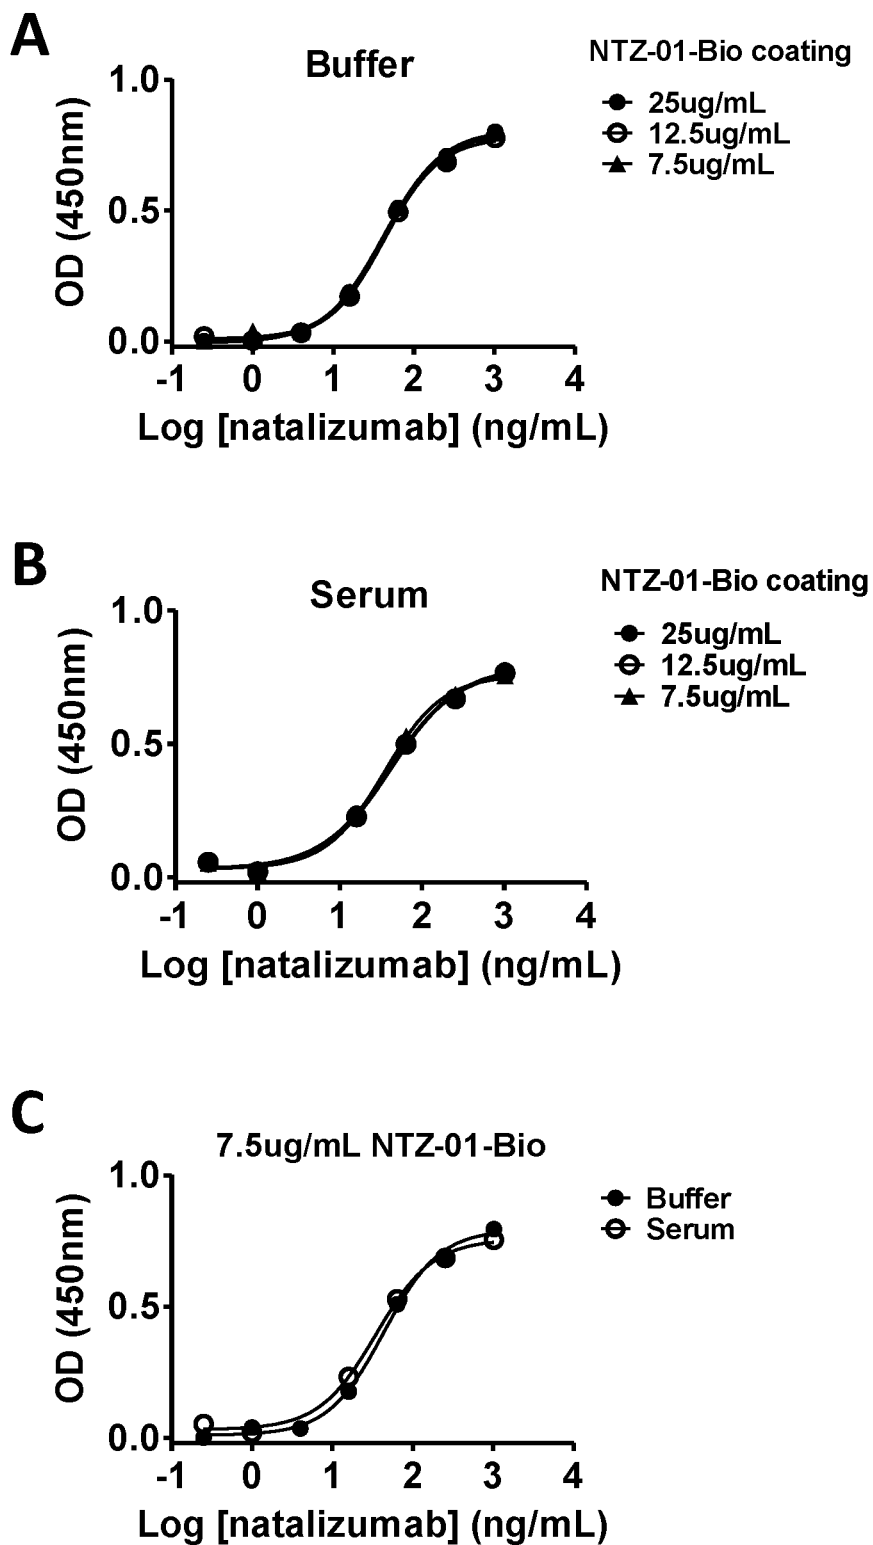 A
Buffer
NTZ-01-Bio coating
25ug/mL
12.5ug/mL
7.5ug/mL
OD (450nm)
1.0
0.5
0.0
-1 0 1 2 3 4
Log [natalizumab] (ng/mL)
B
Serum
NTZ-01-Bio coating
25ug/mL
12.5ug/mL
7.5ug/mL
OD (450nm)
1.0
0.5
0.0
-1 0 1 2 3 4
Log [natalizumab] (ng/mL)
C
7.5ug/mL NTZ-01-Bio
Buffer
Serum
OD (450nm)
1.0
0.5
0.0
-1 0 1 2 3 4
Log [natalizumab] (ng/mL)